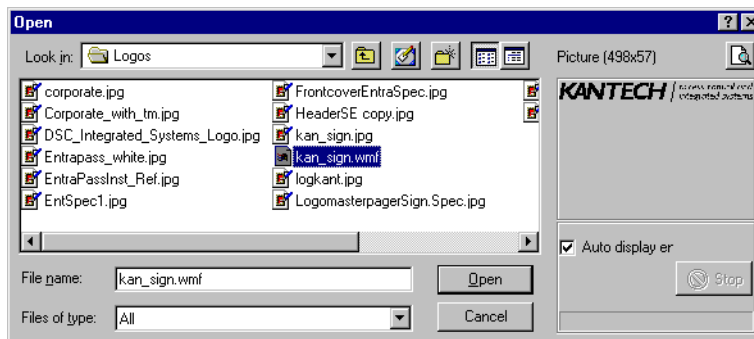 Open
Look in: Logos
Picture (498x57)
corporate.jpg
Corporate_with_tm.jpg
DSC_Integrated_Systems_Logo.jpg
Entrapass_white.jpg
EntraPassInst_Ref.jpg
EntSpec1.jpg
FrontcoverEntraSpec.jpg
HeaderSE copy.jpg
kan_sign.jpg
kan_sign.wmf
logkant.jpg
LogomasterpagerSign.Spec.jpg
KANTECH
integrated systems
Auto display er
File name: kan_sign.wmf
Open
Stop
Files of type: All
Cancel